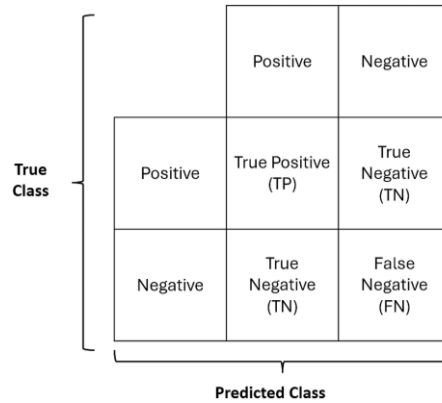 Positive
Negative
True
Class
Positive
True Positive
(TP)
True
Negative
(TN)
Negative
True
Negative
(TN)
False
Negative
(FN)
Predicted Class